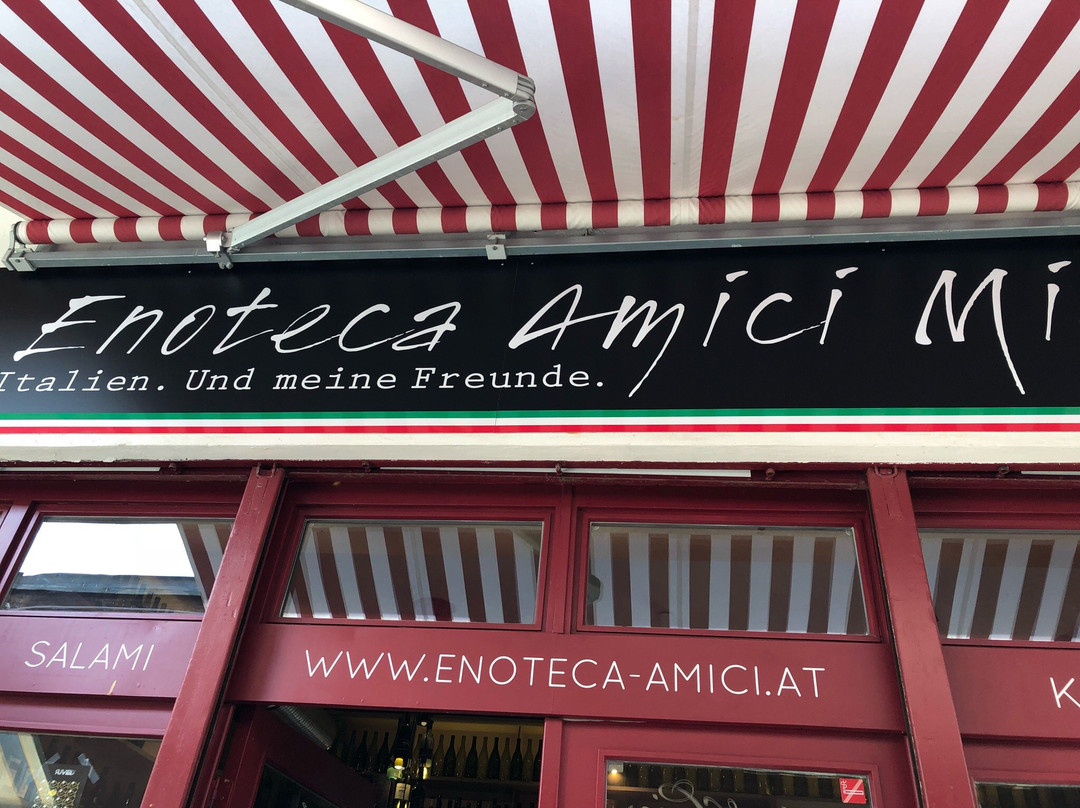 Enoteca Amici Mi
Italien. Und meine Freunde.
SALAMI
WWW.ENOTECA-AMICI.AT
K